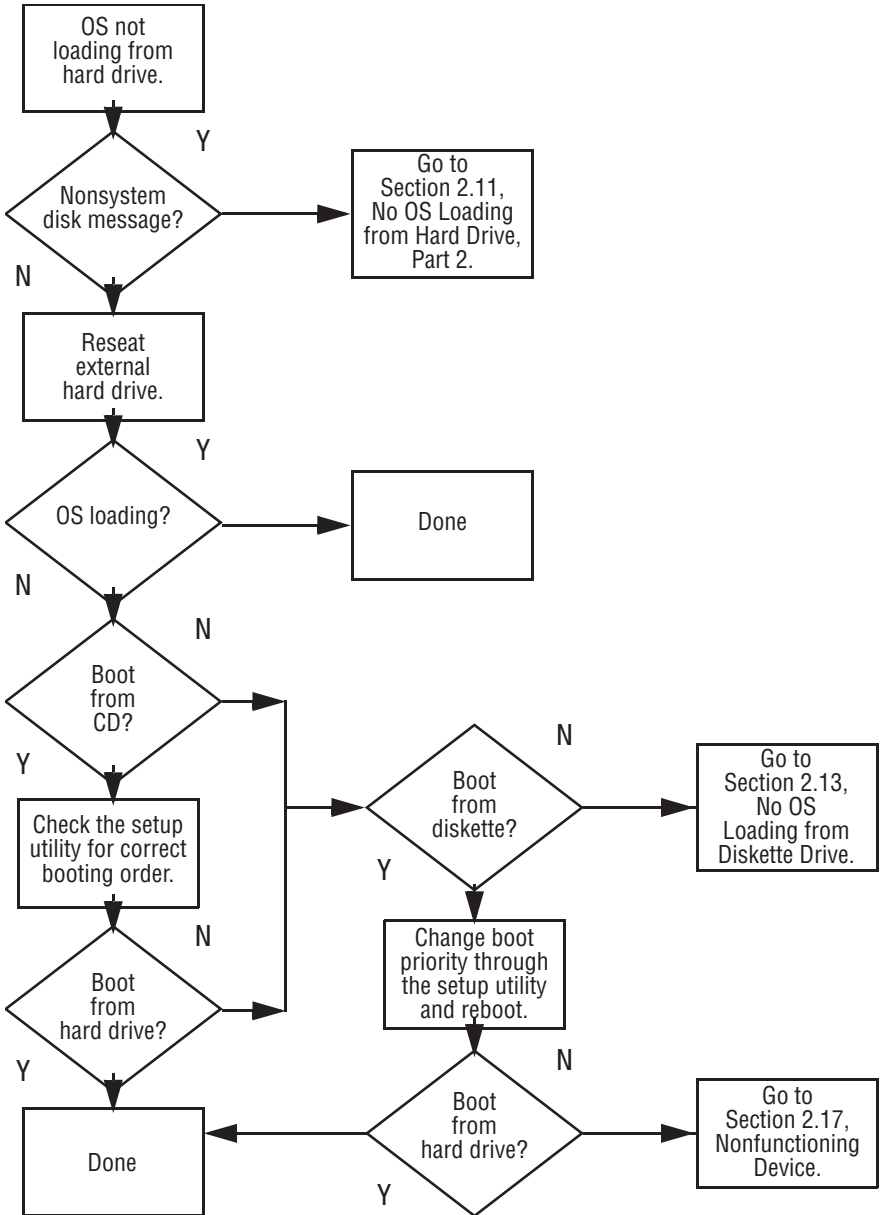 OS not
loading from
hard drive.
Y
Nonsystem
disk message?
Go to
Section 2.11,
No OS Loading
from Hard Drive,
Part 2.
N
Reseat
external
hard drive.
Y
OS loading?
Done
N
N
Boot
from
CD?
Y
Boot
from
diskette?
N
Go to
Section 2.13,
No OS
Loading from
Diskette Drive.
Y
Check the setup
utility for correct
booting order.
N
Boot
from
hard drive?
Y
Change boot
priority through
the setup utility
and reboot.
N
Boot
from
hard drive?
Go to
Section 2.17,
Nonfunctioning
Device.
Y
Done